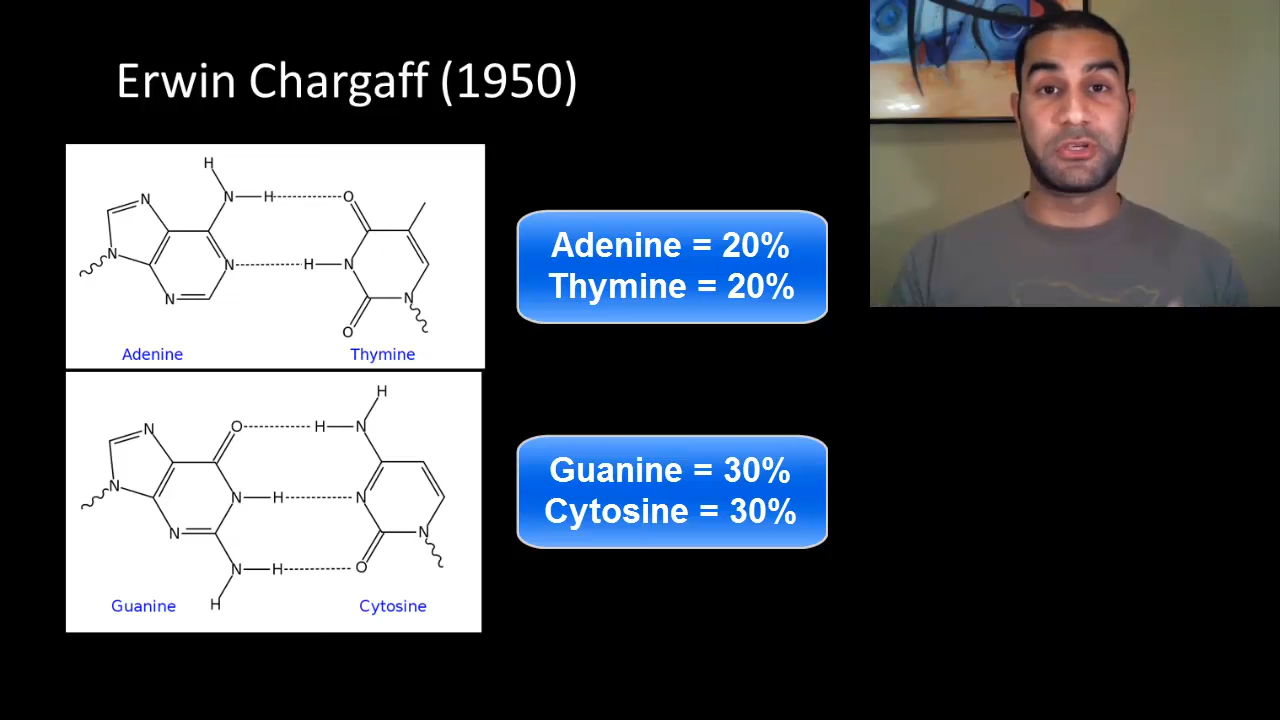 Erwin Chargaff (1950)
H
N
N
H
O
N
N
H
N
N
N
O
Adenine
Thymine
Adenine = 20%
Thymine = 20%
H
N
O
H
N
N
N
H
N
N
N
N
H
O
H
Guanine
Cytosine
Guanine = 30%
Cytosine = 30%